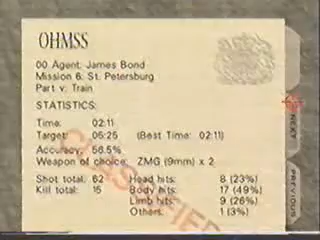 OHMSS
00 Agent: James Bond
Mission 6: St. Petersburg
Part v: Train
STATISTICS:
Time: 02:11
Target: 05:25 (Best Time: 02:11)
Accuracy: 56.5%
Weapon of choice: ZMG (9mm) x 2
Shot total: 62 Head hits: 8 (23%)
Kill total: 15 Body hits: 17 (49%)
Limb hits: 9 (26%)
Others: 1 (3%)
CLASSIFIED
NEXT
PREVIOUS